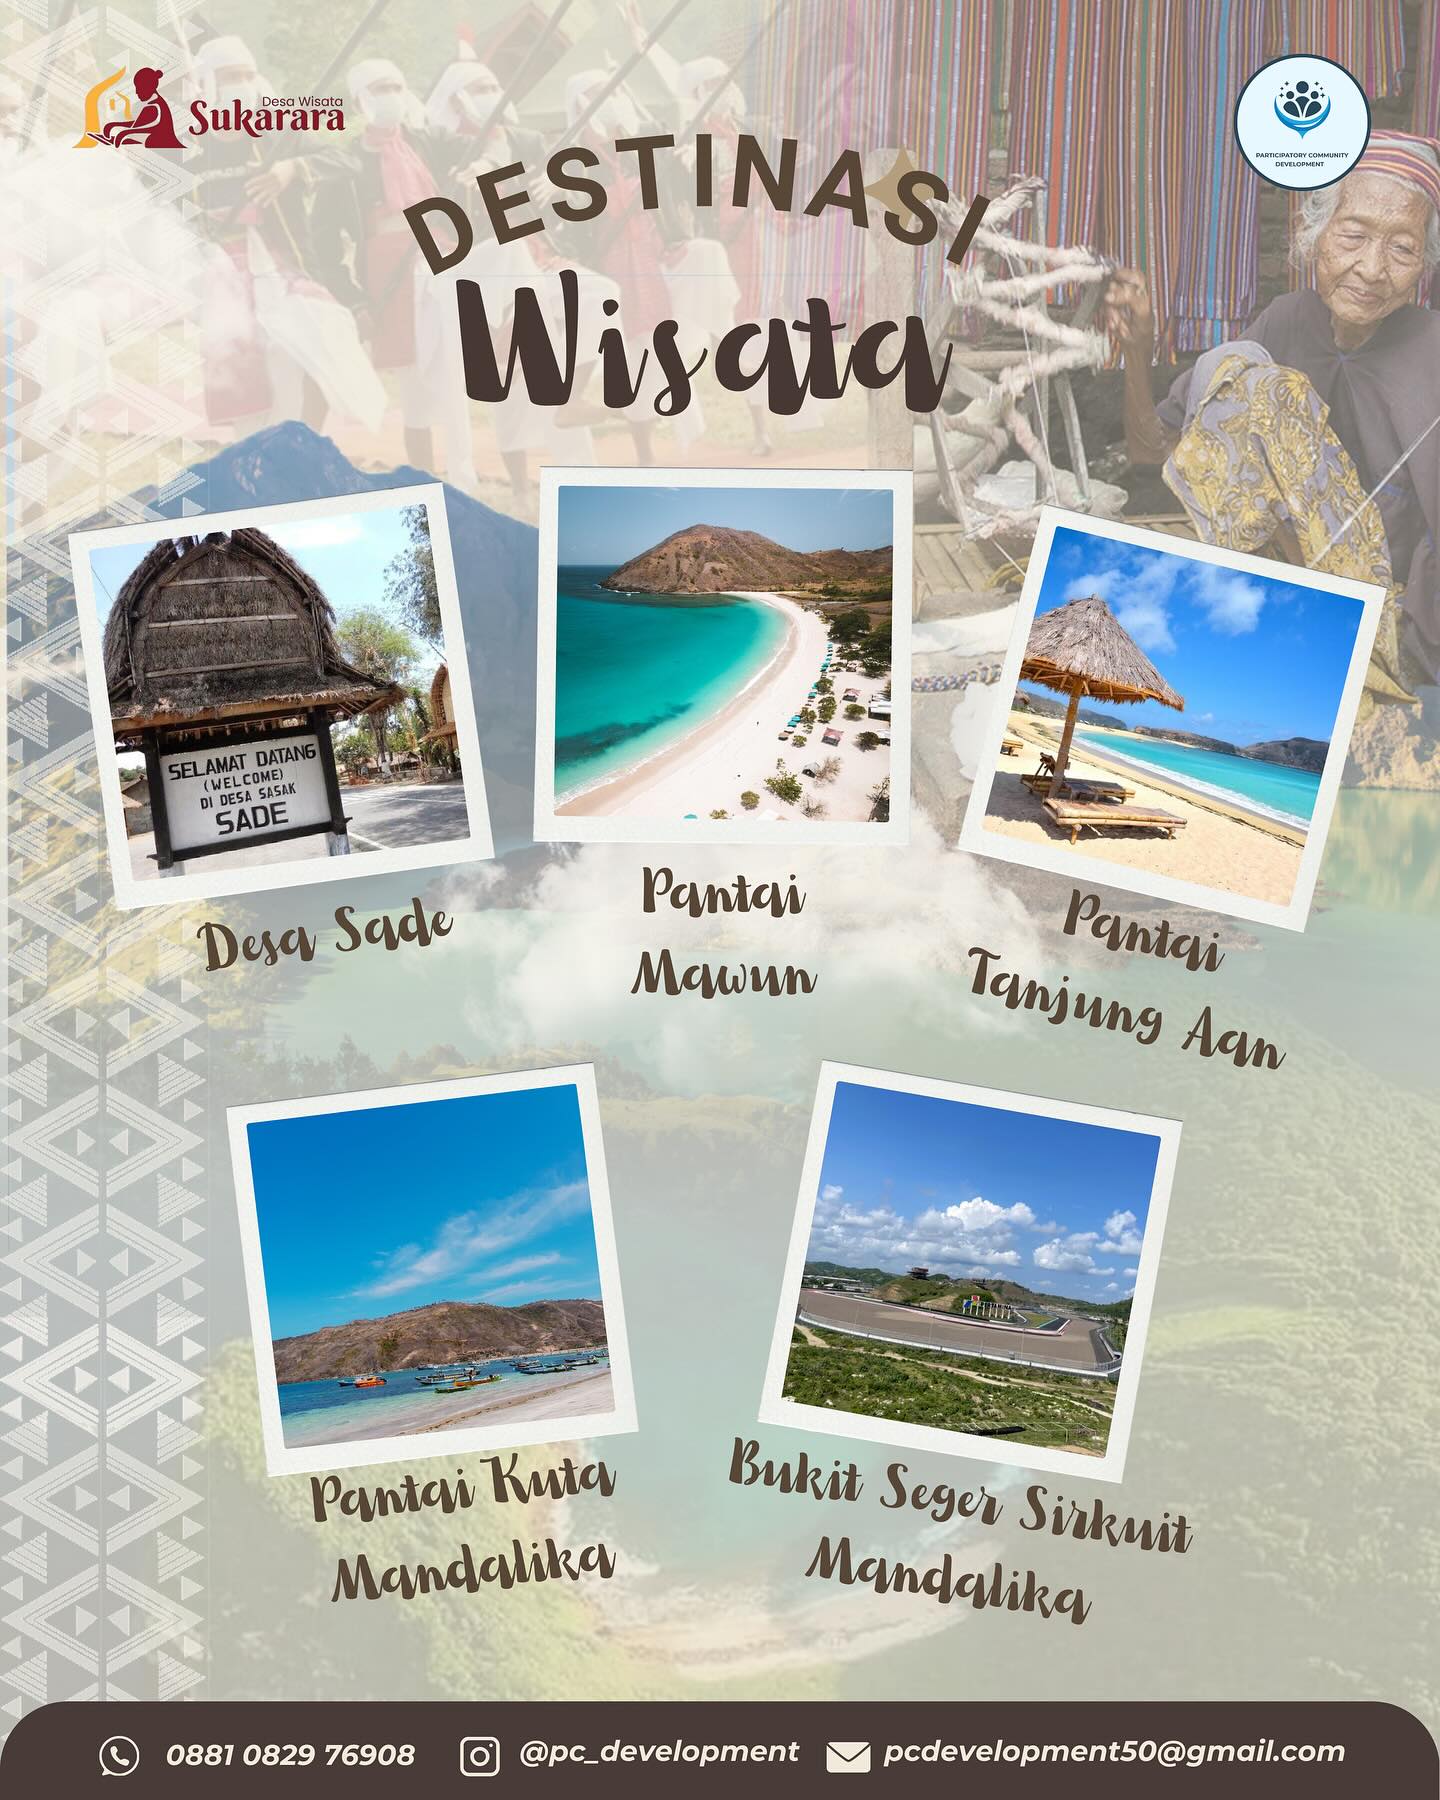 Desa Wisata
Sukarara
PARTICIPATORY COMMUNITY
DEVELOPMENT
DESTINASI
Wisata
SELAMAT DATANG
(WELCOME)
DI DESA SASAK
SADE
Desa Sade
Pantai
Mawun
Pantai
Tanjung Aan
Pantai Kuta
Mandalika
Bukit Seger Sirkuit
Mandalika
0881 0829 76908
@pc_development
pcdevelopment50@gmail.com